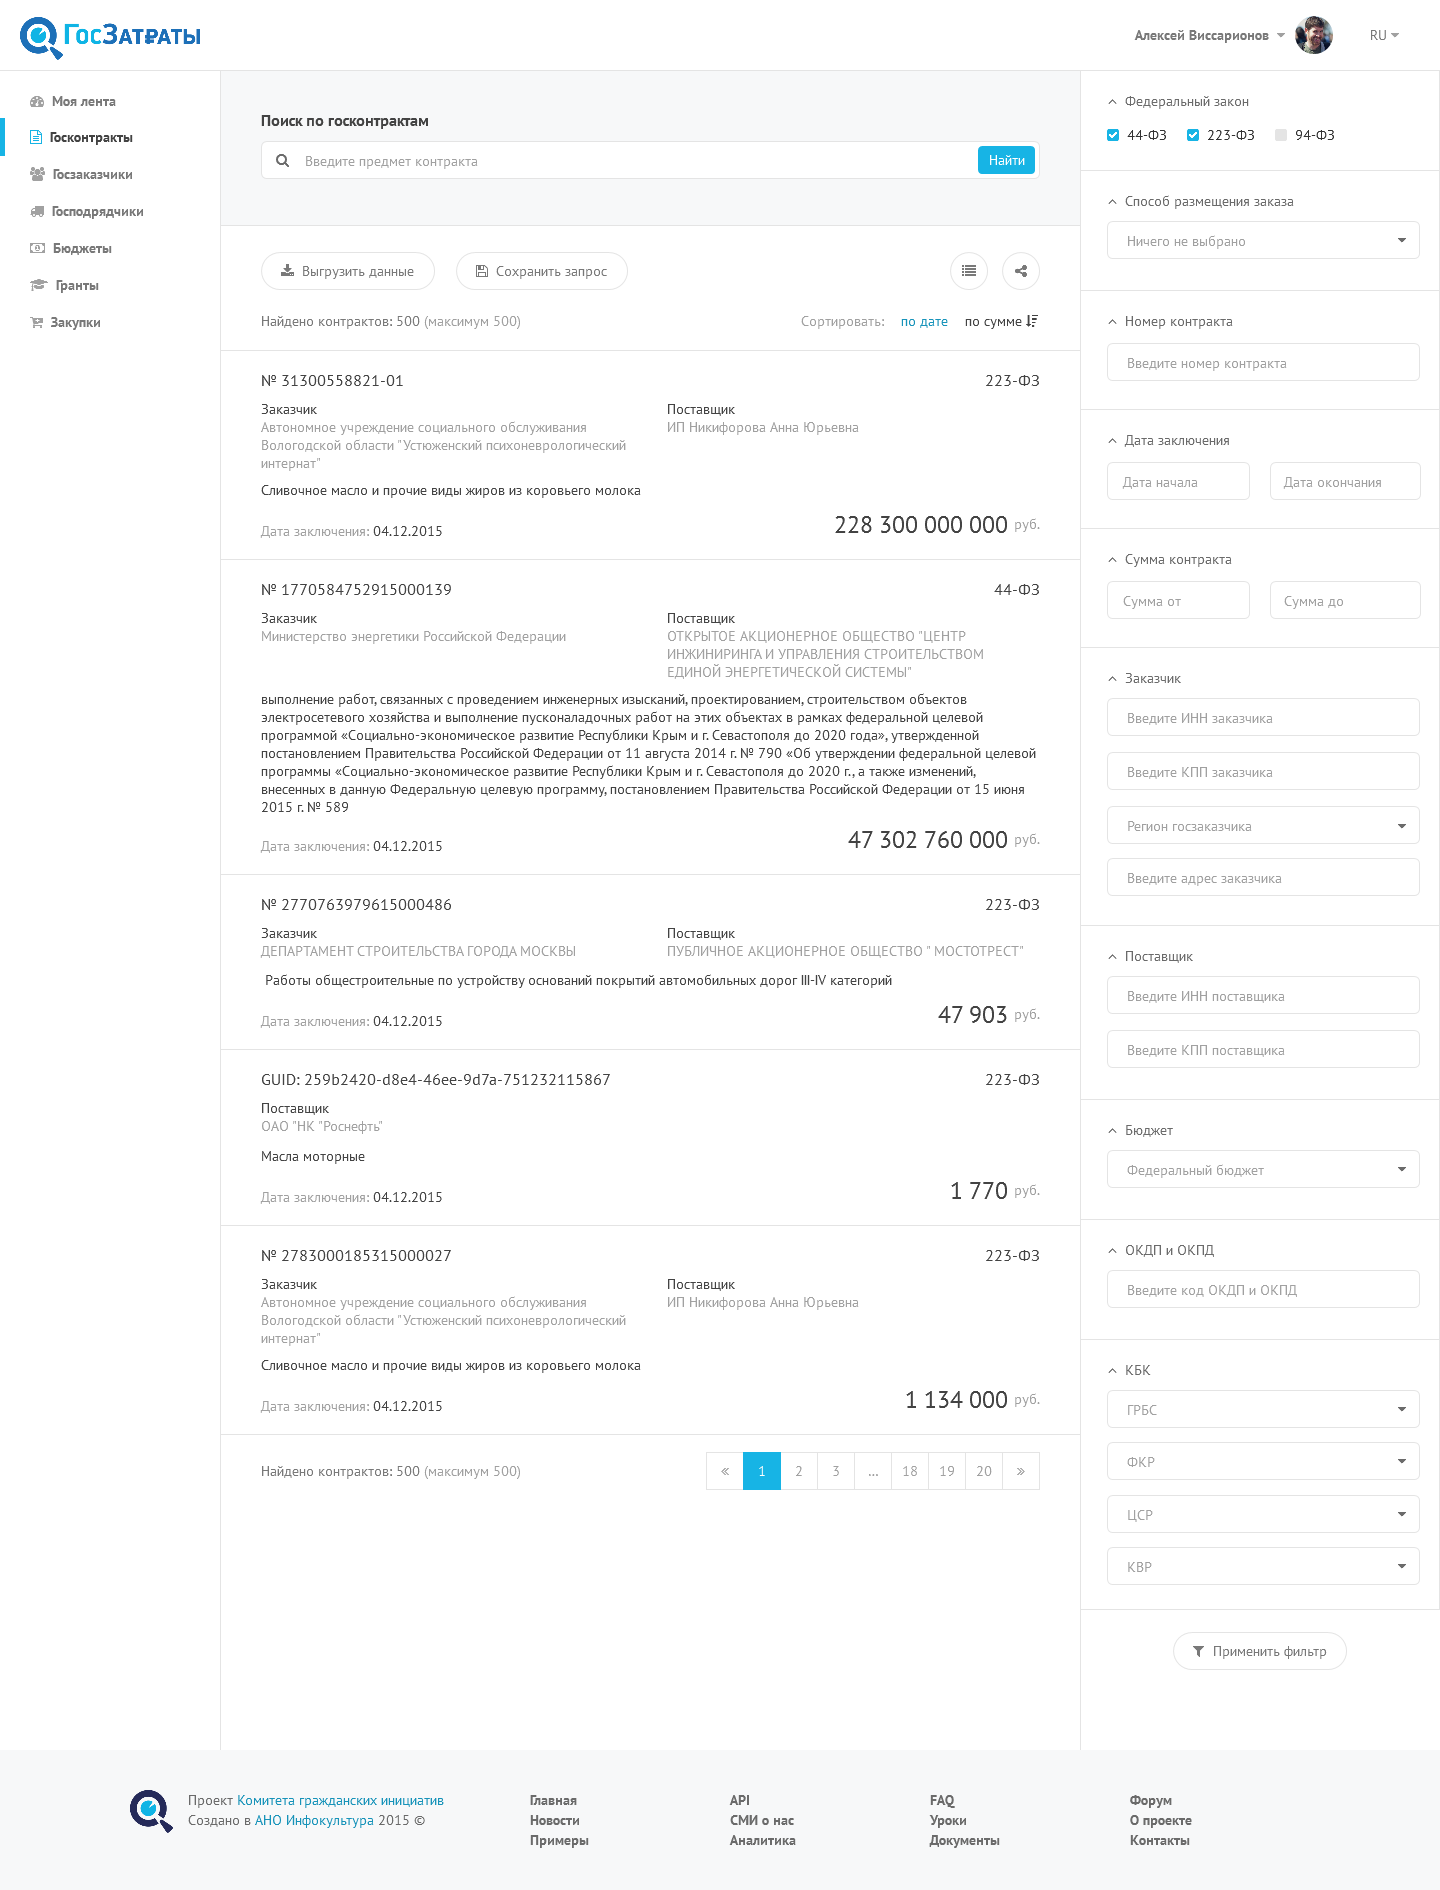 ГосЗатраты
Алексей Виссарионов
RU
Моя лента
Госконтракты
Госзаказчики
Господрядчики
Бюджеты
Гранты
Закупки
Поиск по госконтрактам
Введите предмет контракта
Найти
Выгрузить данные
Сохранить запрос
Найдено контрактов: 500 (максимум 500)
Сортировать: по дате по сумме
№ 31300558821-01
223-ФЗ
Заказчик
Автономное учреждение социального обслуживания
Вологодской области "Устюженский психоневрологический
интернат"
Поставщик
ИП Никифорова Анна Юрьевна
Сливочное масло и прочие виды жиров из коровьего молока
Дата заключения: 04.12.2015
228 300 000 000 руб.
№ 1770584752915000139
44-ФЗ
Заказчик
Министерство энергетики Российской Федерации
Поставщик
ОТКРЫТОЕ АКЦИОНЕРНОЕ ОБЩЕСТВО "ЦЕНТР
ИНЖИНИРИНГА И УПРАВЛЕНИЯ СТРОИТЕЛЬСТВОМ
ЕДИНОЙ ЭНЕРГЕТИЧЕСКОЙ СИСТЕМЫ"
выполнение работ, связанных с проведением инженерных изысканий, проектированием, строительством объектов
электросетевого хозяйства и выполнение пусконаладочных работ на этих объектах в рамках федеральной целевой
программой «Социально-экономическое развитие Республики Крым и г. Севастополя до 2020 года», утвержденной
постановлением Правительства Российской Федерации от 11 августа 2014 г. № 790 «Об утверждении федеральной целевой
программы «Социально-экономическое развитие Республики Крым и г. Севастополя до 2020 г., а также изменений,
внесенных в данную Федеральную целевую программу, постановлением Правительства Российской Федерации от 15 июня
2015 г. № 589
Дата заключения: 04.12.2015
47 302 760 000 руб.
№ 2770763979615000486
223-ФЗ
Заказчик
ДЕПАРТАМЕНТ СТРОИТЕЛЬСТВА ГОРОДА МОСКВЫ
Поставщик
ПУБЛИЧНОЕ АКЦИОНЕРНОЕ ОБЩЕСТВО " МОСТОТРЕСТ"
Работы общестроительные по устройству оснований покрытий автомобильных дорог III-IV категорий
Дата заключения: 04.12.2015
47 903 руб.
GUID: 259b2420-d8e4-46ee-9d7a-751232115867
223-ФЗ
Поставщик
ОАО "НК "Роснефть"
Масла моторные
Дата заключения: 04.12.2015
1 770 руб.
№ 2783000185315000027
223-ФЗ
Заказчик
Автономное учреждение социального обслуживания
Вологодской области "Устюженский психоневрологический
интернат"
Поставщик
ИП Никифорова Анна Юрьевна
Сливочное масло и прочие виды жиров из коровьего молока
Дата заключения: 04.12.2015
1 134 000 руб.
Найдено контрактов: 500 (максимум 500)
« 1 2 3 ... 18 19 20 »
Федеральный закон
44-ФЗ 223-ФЗ 94-ФЗ
Способ размещения заказа
Ничего не выбрано
Номер контракта
Введите номер контракта
Дата заключения
Дата начала
Дата окончания
Сумма контракта
Сумма от
Сумма до
Заказчик
Введите ИНН заказчика
Введите КПП заказчика
Регион госзаказчика
Введите адрес заказчика
Поставщик
Введите ИНН поставщика
Введите КПП поставщика
Бюджет
Федеральный бюджет
ОКДП и ОКПД
Введите код ОКДП и ОКПД
КБК
ГРБС
ФКР
ЦСР
КВР
Применить фильтр
Проект Комитета гражданских инициатив
Создано в АНО Инфокультура 2015 ©
Главная
Новости
Примеры
API
СМИ о нас
Аналитика
FAQ
Уроки
Документы
Форум
О проекте
Контакты